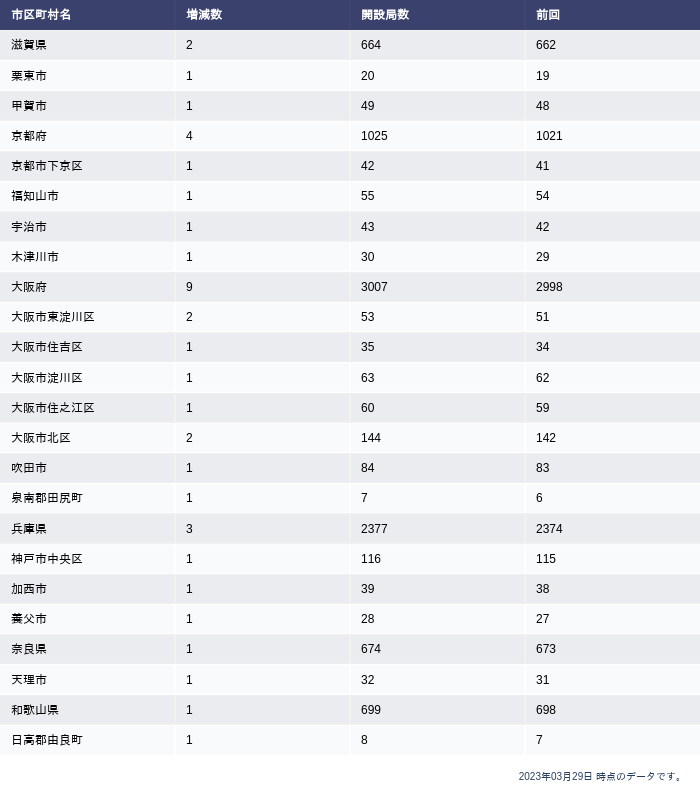 市区町村名 増減数 開設局数 前回
滋賀県 2 664 662
栗東市 1 20 19
甲賀市 1 49 48
京都府 4 1025 1021
京都市下京区 1 42 41
福知山市 1 55 54
宇治市 1 43 42
木津川市 1 30 29
大阪府 9 3007 2998
大阪市東淀川区 2 53 51
大阪市住吉区 1 35 34
大阪市淀川区 1 63 62
大阪市住之江区 1 60 59
大阪市北区 2 144 142
吹田市 1 84 83
泉南郡田尻町 1 7 6
兵庫県 3 2377 2374
神戸市中央区 1 116 115
加西市 1 39 38
養父市 1 28 27
奈良県 1 674 673
天理市 1 32 31
和歌山県 1 699 698
日高郡由良町 1 8 7
2023年03月29日 時点のデータです。